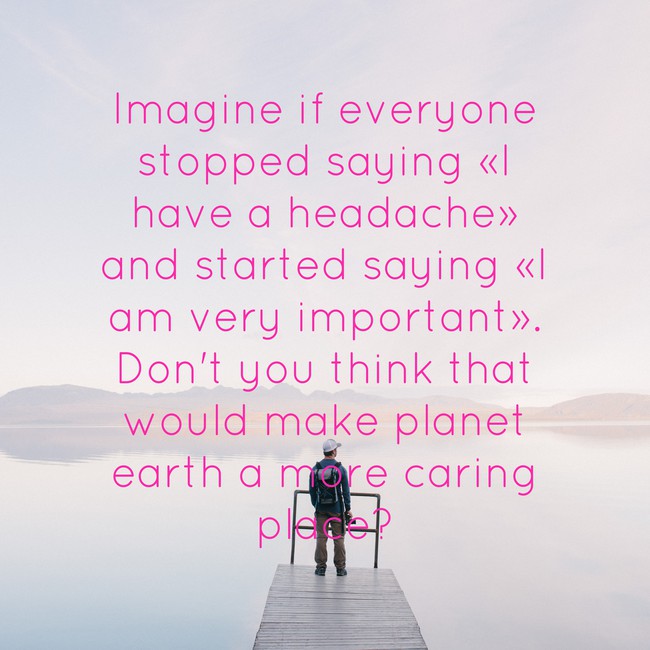 Imagine if everyone
stopped saying «I
have a headache»
and started saying «I
am very important».
Don't you think that
would make planet
earth a more caring
place?